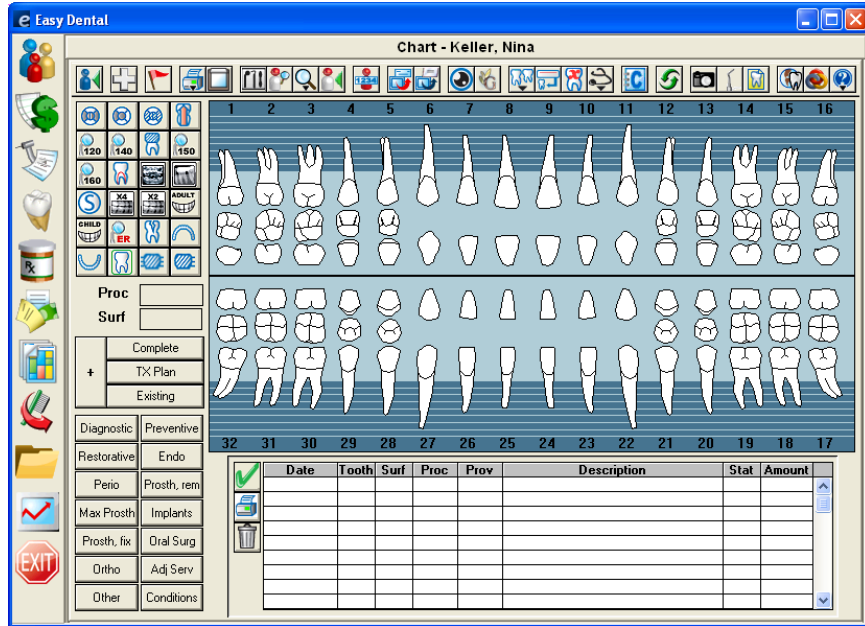 Easy Dental
Chart - Keller, Nina
1234
C
?
1 2 3 4 5 6 7 8 9 10 11 12 13 14 15 16
120 140 150
160
S X4 X2 ADULT
CHILD ER
Proc
Surf
+
Complete
TX Plan
Existing
Diagnostic Preventive
Restorative Endo
Perio Prosth, rem
Max Prosth Implants
Prosth, fix Oral Surg
Ortho Adj Serv
Other Conditions
32 31 30 29 28 27 26 25 24 23 22 21 20 19 18 17
Date Tooth Surf Proc Prov Description Stat Amount
Rx
EXIT